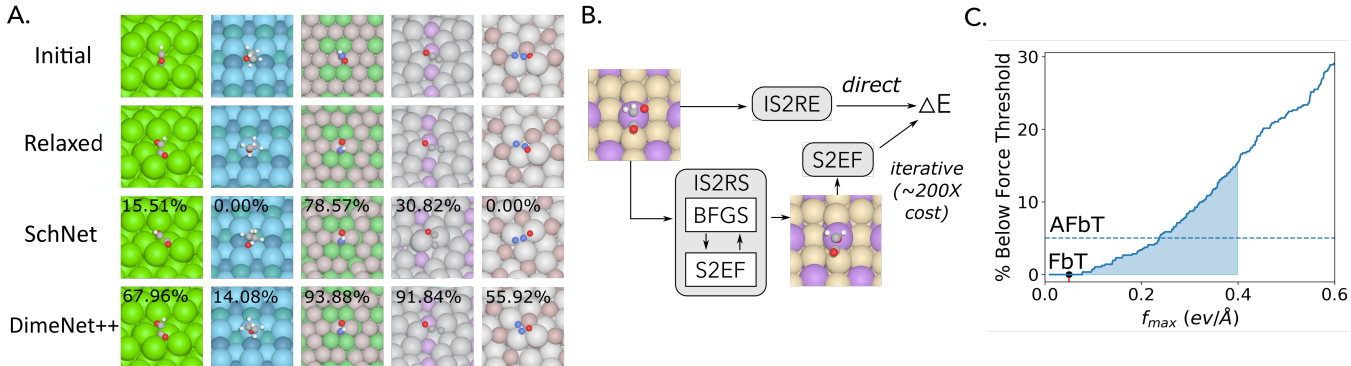 A.
Initial
Relaxed
SchNet
15.51% 0.00% 78.57% 30.82% 0.00%
DimeNet++
67.96% 14.08% 93.88% 91.84% 55.92%
B.
IS2RE
direct
ΔE
S2EF
iterative
(~200X
cost)
IS2RS
BFGS
S2EF
C.
% Below Force Threshold
30
20
10
0
AFbT
FbT
0.0 0.2 0.4 0.6
fmax (ev/Å)